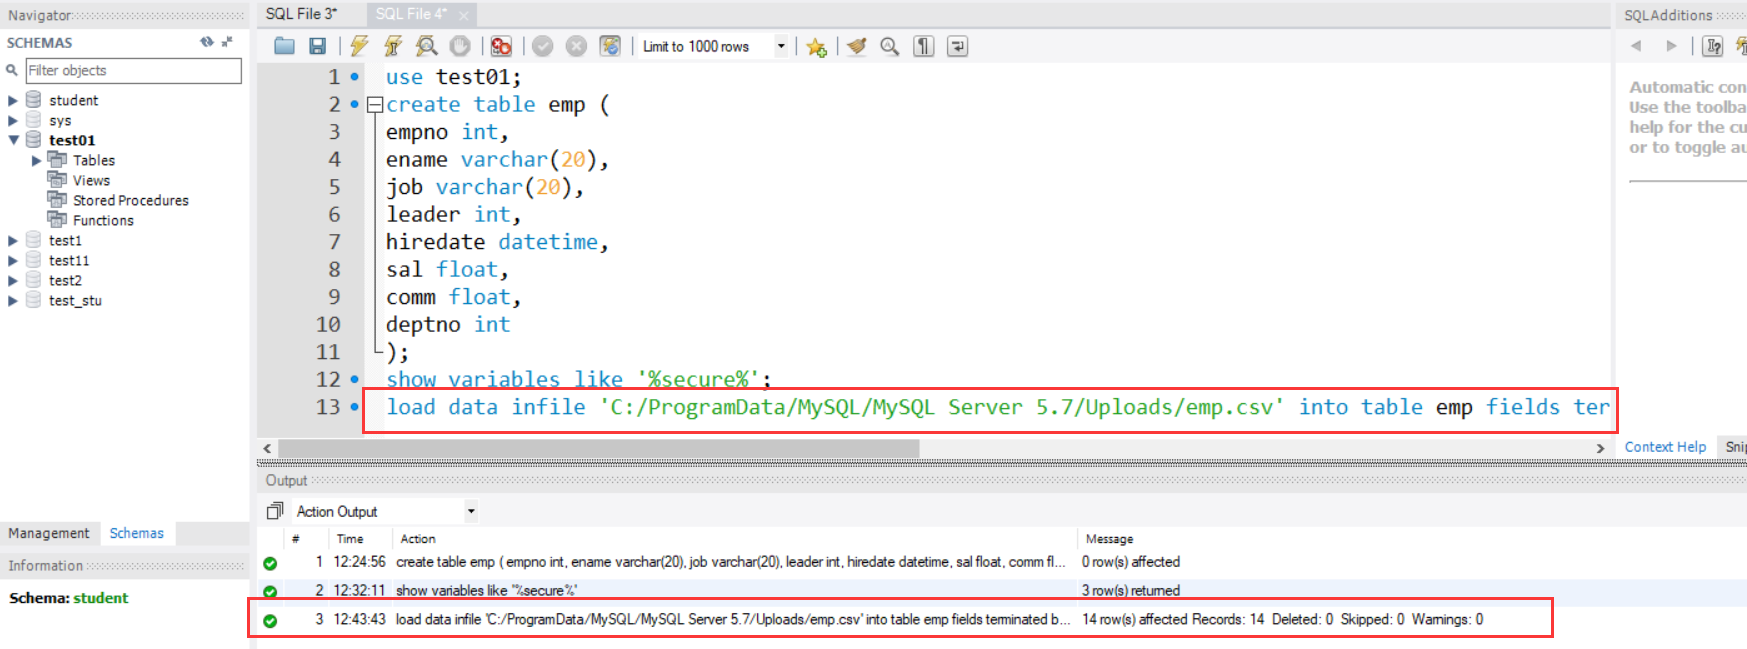 Navigator
SCHEMAS
Filter objects
student
sys
test01
Tables
Views
Stored Procedures
Functions
test1
test11
test2
test_stu
Management Schemas
Information
Schema: student
SQL File 3* SQL File 4*
Limit to 1000 rows
1 use test01;
2 create table emp (
3 empno int,
4 ename varchar(20),
5 job varchar(20),
6 leader int,
7 hiredate datetime,
8 sal float,
9 comm float,
10 deptno int
11 );
12 show variables like '%secure%';
13 load data infile 'C:/ProgramData/MySQL/MySQL Server 5.7/Uploads/emp.csv' into table emp fields ter
Output
Action Output
# Time Action Message
1 12:24:56 create table emp ( empno int, ename varchar(20), job varchar(20), leader int, hiredate datetime, sal float, comm fl... 0 row(s) affected
2 12:32:11 show variables like '%secure%' 3 row(s) returned
3 12:43:43 load data infile 'C:/ProgramData/MySQL/MySQL Server 5.7/Uploads/emp.csv' into table emp fields terminated b... 14 row(s) affected Records: 14 Deleted: 0 Skipped: 0 Warnings: 0
SQLAdditions
Automatic con
Use the toolba
help for the cu
or to toggle au
Context Help Snip